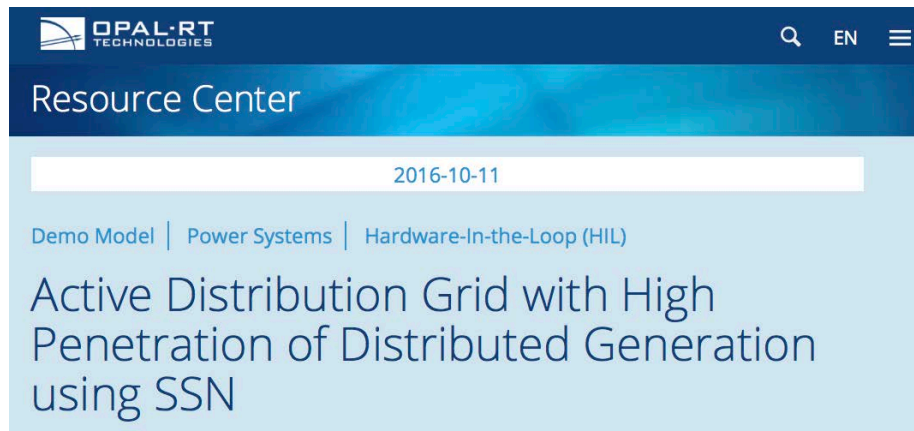 OPAL-RT
TECHNOLOGIES
EN
Resource Center
2016-10-11
Demo Model | Power Systems | Hardware-In-the-Loop (HIL)
Active Distribution Grid with High
Penetration of Distributed Generation
using SSN